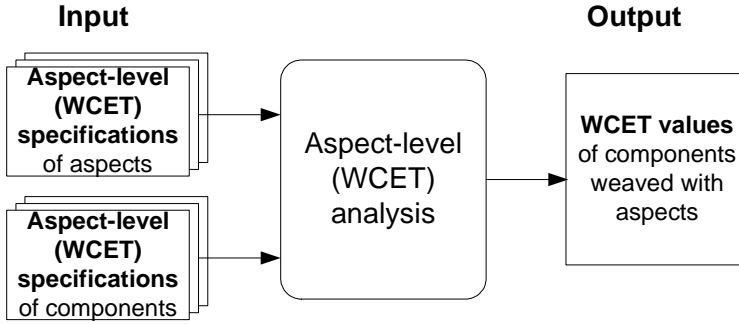 Input
Output
Aspect-level
(WCET)
specifications
of aspects
Aspect-level
(WCET)
specifications
of components
Aspect-level
(WCET)
analysis
WCET values
of components
weaved with
aspects